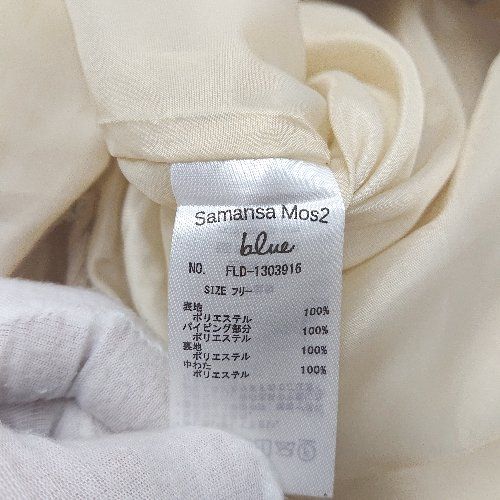 Samansa Mos2
blue
NO. FLD-1303916
SIZE フリー
表地
ポリエステル 100%
パイピング部分
ポリエステル 100%
裏地
ポリエステル 100%
中わた
ポリエステル 100%